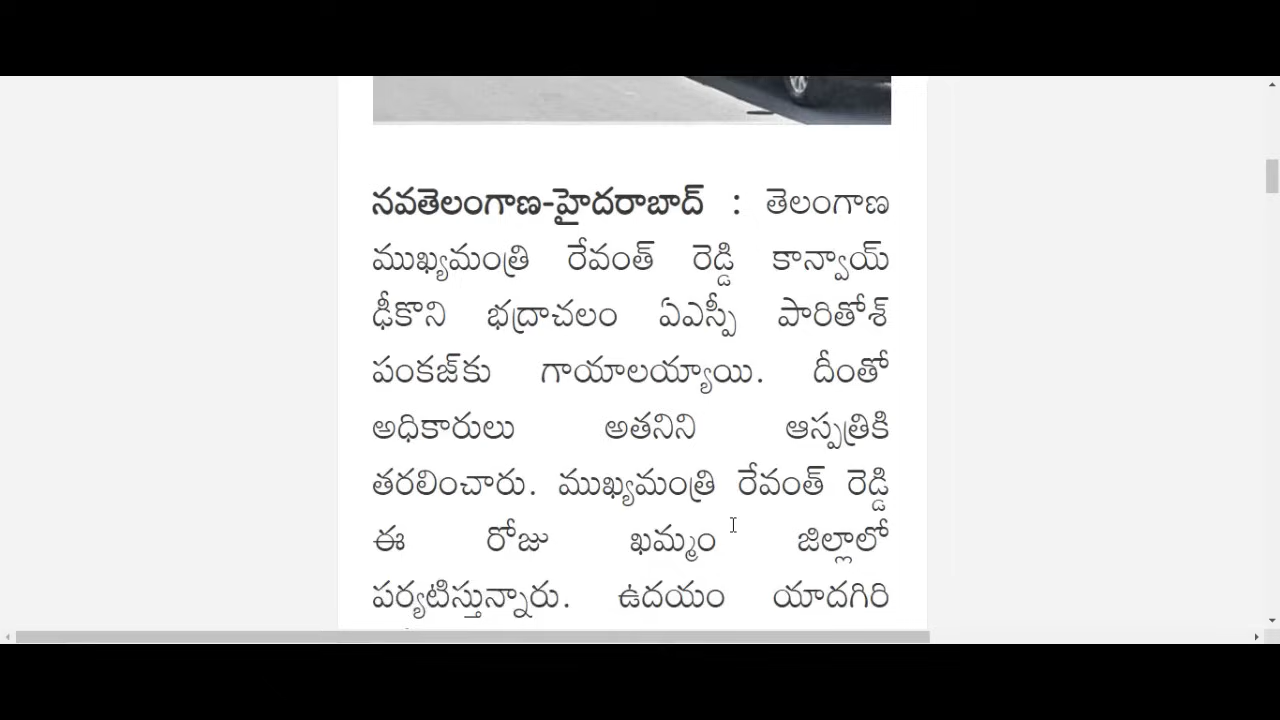 నవతెలంగాణ-హైదరాబాద్ : తెలంగాణ
ముఖ్యమంత్రి రేవంత్ రెడ్డి కాన్వాయ్
ఢీకొని భద్రాచలం ఏఎస్పీ పారితోశ్
పంకజ్‌కు గాయాలయ్యాయి. దీంతో
అధికారులు అతనిని ఆస్పత్రికి
తరలించారు. ముఖ్యమంత్రి రేవంత్ రెడ్డి
ఈ రోజు ఖమ్మం జిల్లాలో
పర్యటిస్తున్నారు. ఉదయం యాదగిరి